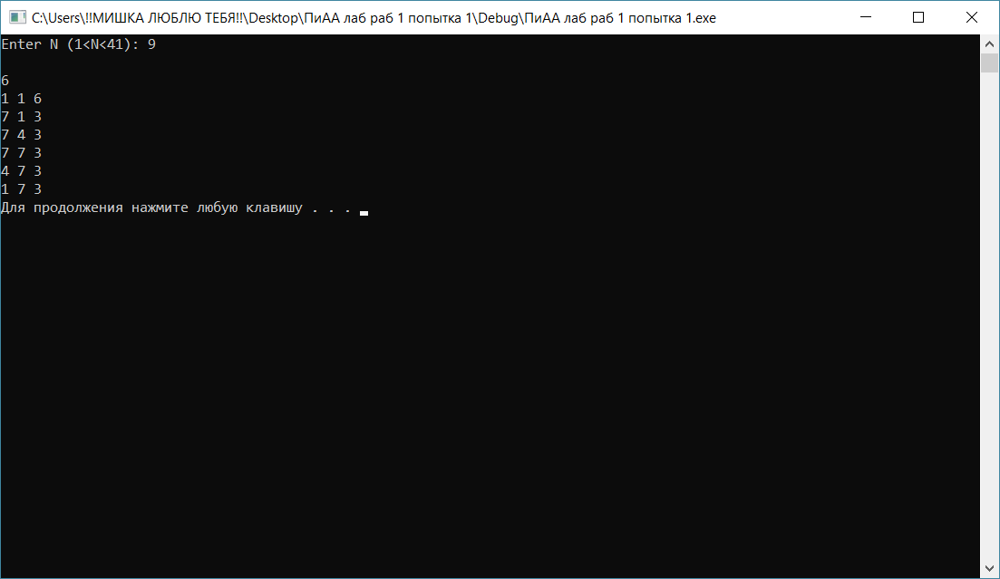 C:\Users\!!МИШКА ЛЮБЛЮ ТЕБЯ!!\Desktop\ПиАА лаб раб 1 попытка 1\Debug\ПиАА лаб раб 1 попытка 1.exe
Enter N (1<N<41): 9
6
1 1 6
7 1 3
7 4 3
7 7 3
4 7 3
1 7 3
Для продолжения нажмите любую клавишу . . .